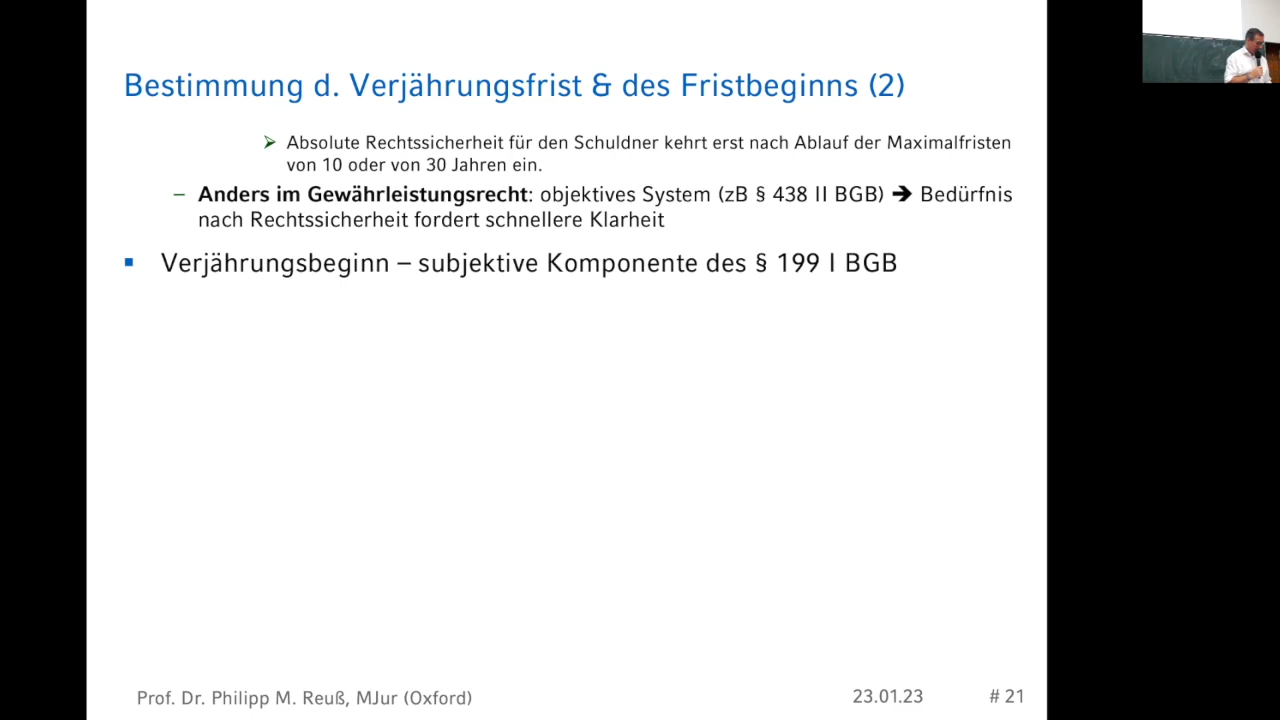 Bestimmung d. Verjährungsfrist & des Fristbeginns (2)
➢ Absolute Rechtssicherheit für den Schuldner kehrt erst nach Ablauf der Maximalfristen
von 10 oder von 30 Jahren ein.
– Anders im Gewährleistungsrecht: objektives System (zB § 438 II BGB) ➔ Bedürfnis
nach Rechtssicherheit fordert schnellere Klarheit
▪ Verjährungsbeginn – subjektive Komponente des § 199 I BGB
Prof. Dr. Philipp M. Reuß, MJur (Oxford) 23.01.23 # 21